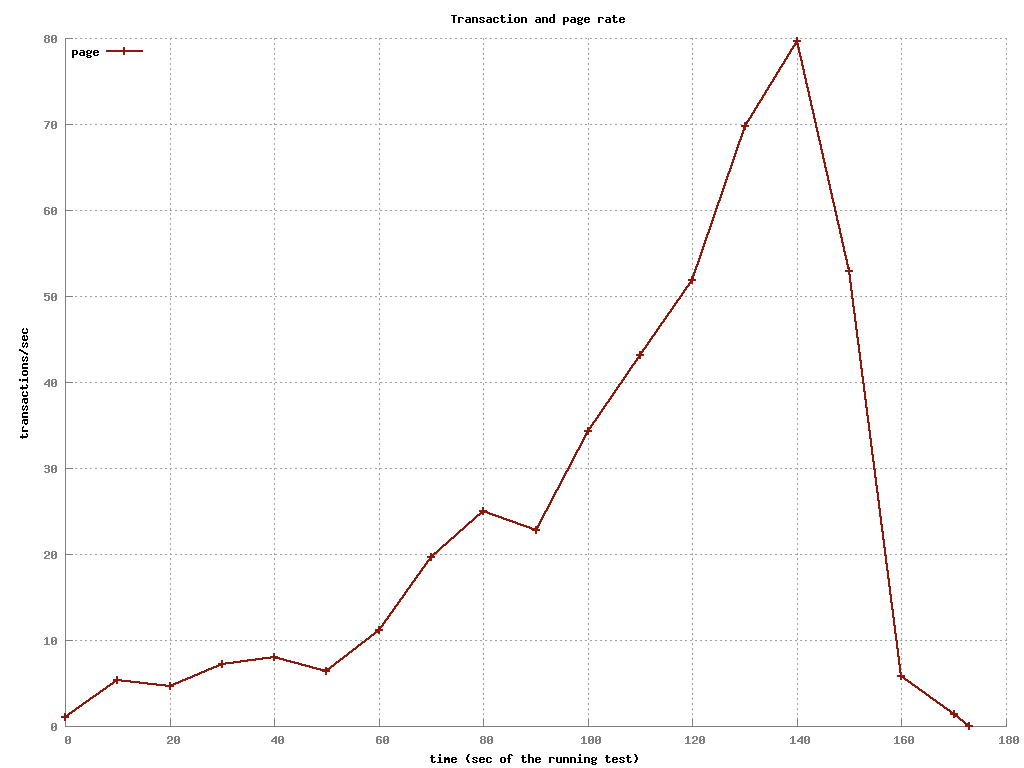 Transaction and page rate
page
80
70
60
50
40
30
20
10
0
transactions/sec
0 20 40 60 80 100 120 140 160 180
time (sec of the running test)